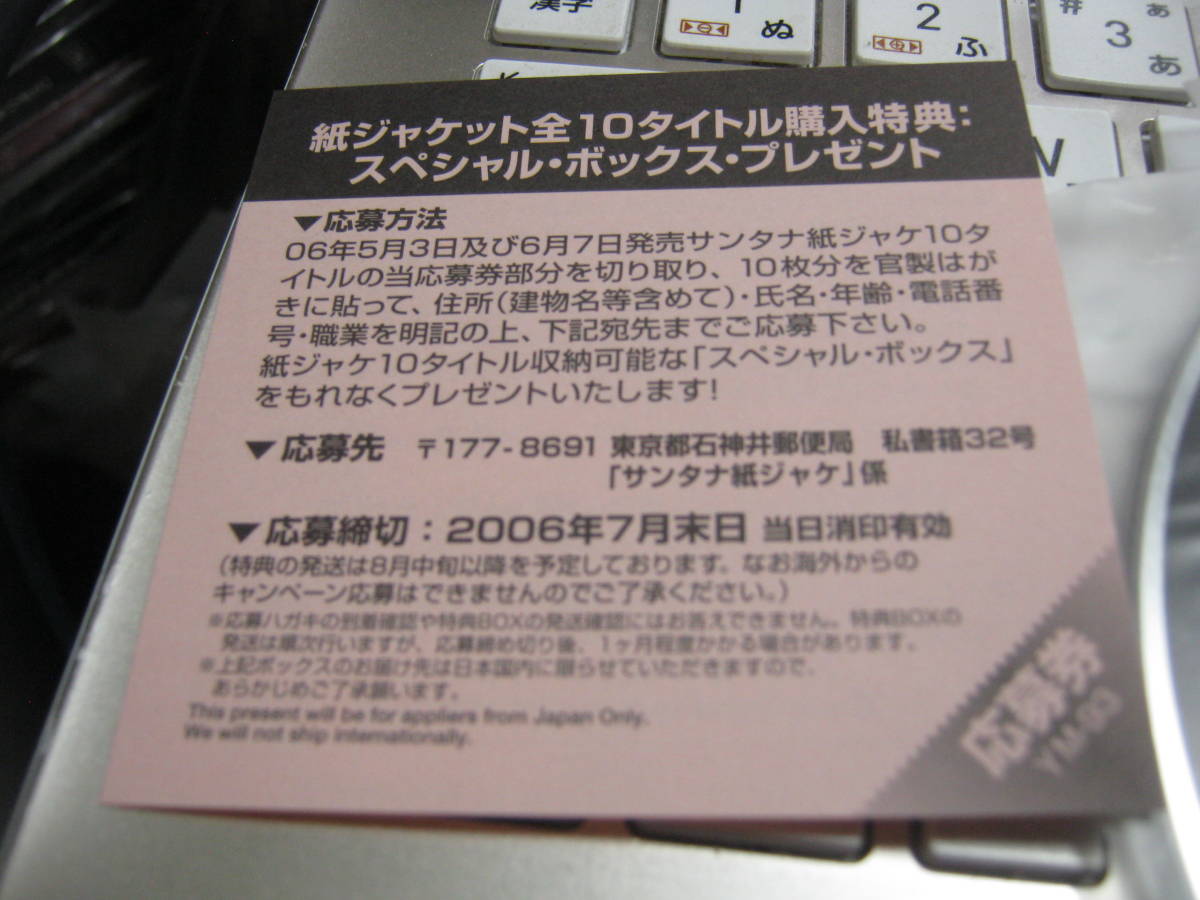 漢字
1
ぬ
2
ふ
#
3
ぁ
あ
W
紙ジャケット全10タイトル購入特典:
スペシャル・ボックス・プレゼント
▼応募方法
06年5月3日及び6月7日発売サンタナ紙ジャケ10タ
イトルの当応募券部分を切り取り、10枚分を官製はが
きに貼って、住所(建物名等含めて)・氏名・年齢・電話番
号・職業を明記の上、下記宛先までご応募下さい。
紙ジャケ10タイトル収納可能な「スペシャル・ボックス」
をもれなくプレゼントいたします!
▼応募先 〒177-8691 東京都石神井郵便局 私書箱32号
「サンタナ紙ジャケ」係
▼応募締切:2006年7月末日 当日消印有効
(特典の発送は8月中旬以降を予定しております。なお海外からの
キャンペーン応募はできませんのでご了承ください。)
※応募ハガキの到着確認や特典BOXの発送確認にはお答えできません。特典BOXの
発送は順次行いますが、応募締め切り後、1ヶ月程度かかる場合があります。
※上記ボックスのお届け先は日本国内に限らせていただきますので、
あらかじめご了承願います。
This present will be for appliers from Japan Only.
We will not ship internationally.
応募券